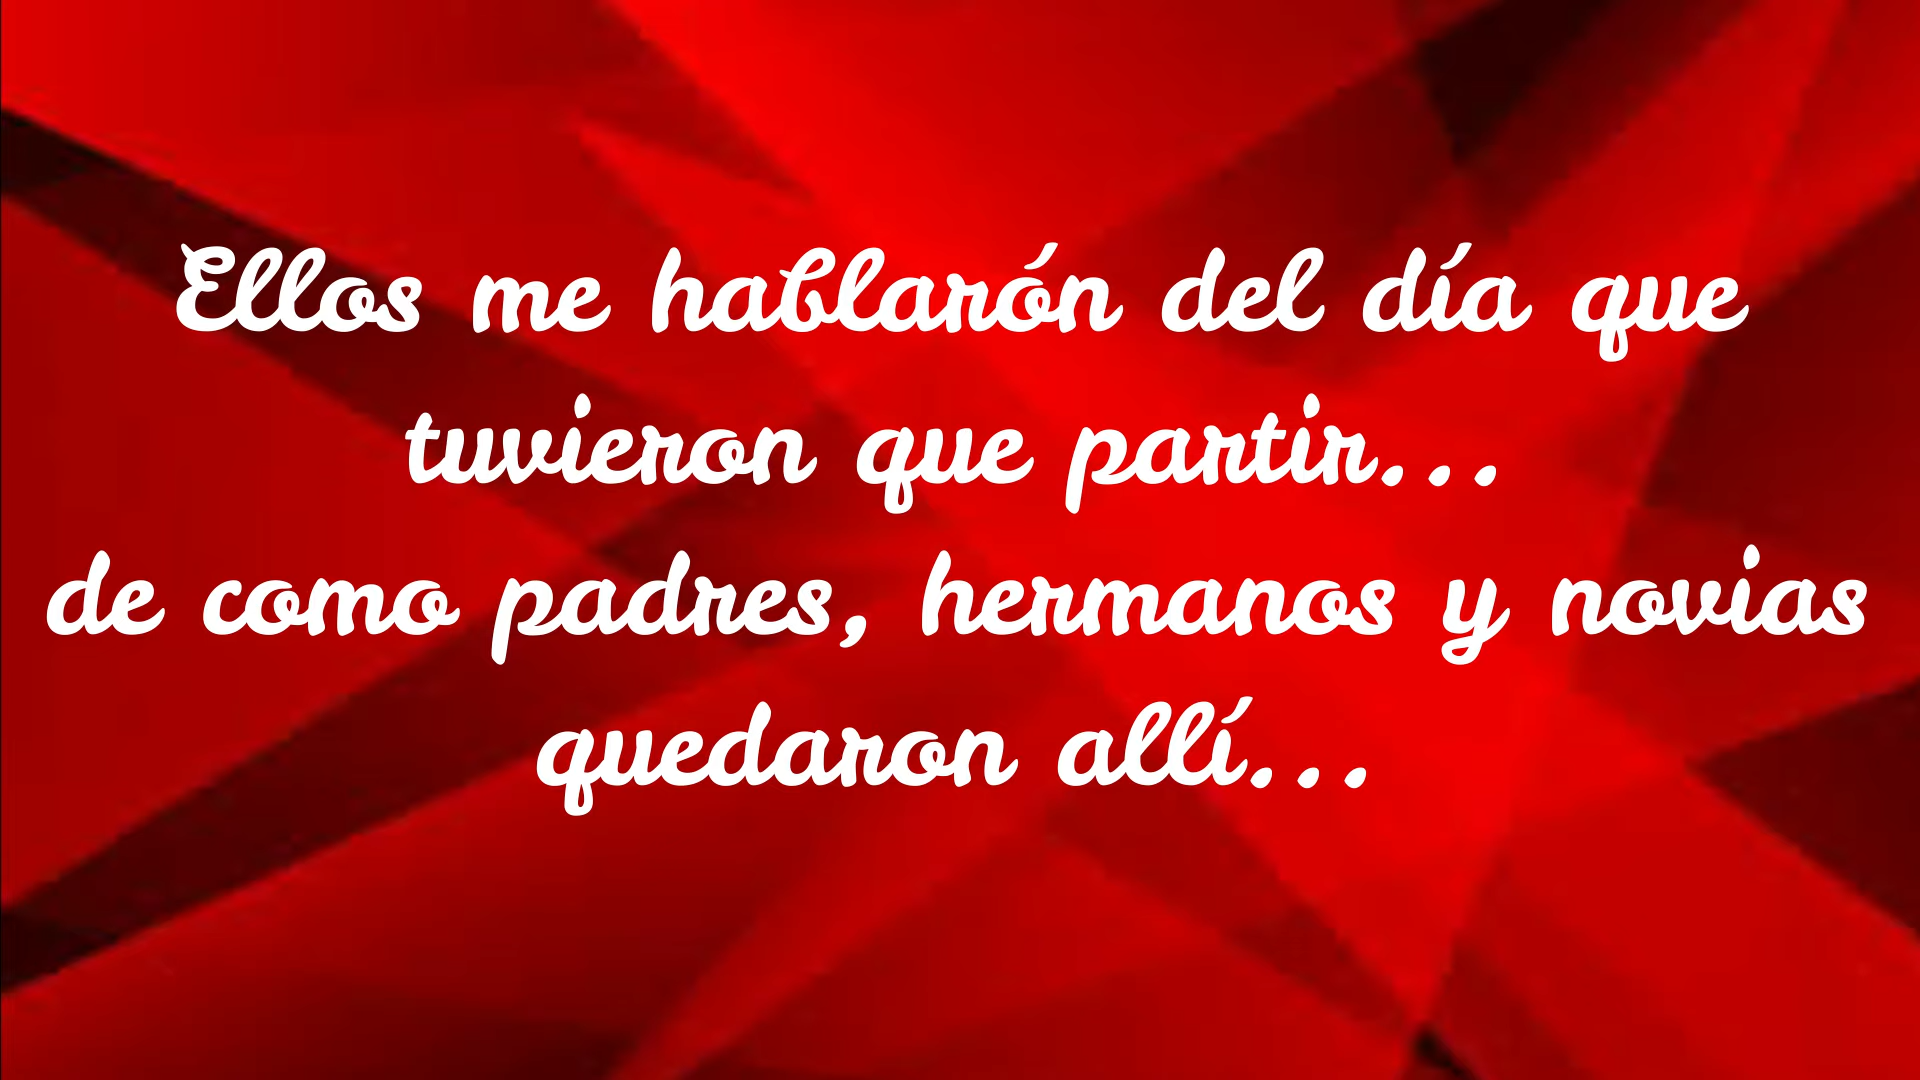 Ellos me hablarón del día que
tuvieron que partir...
de como padres, hermanos y novias
quedaron allí...